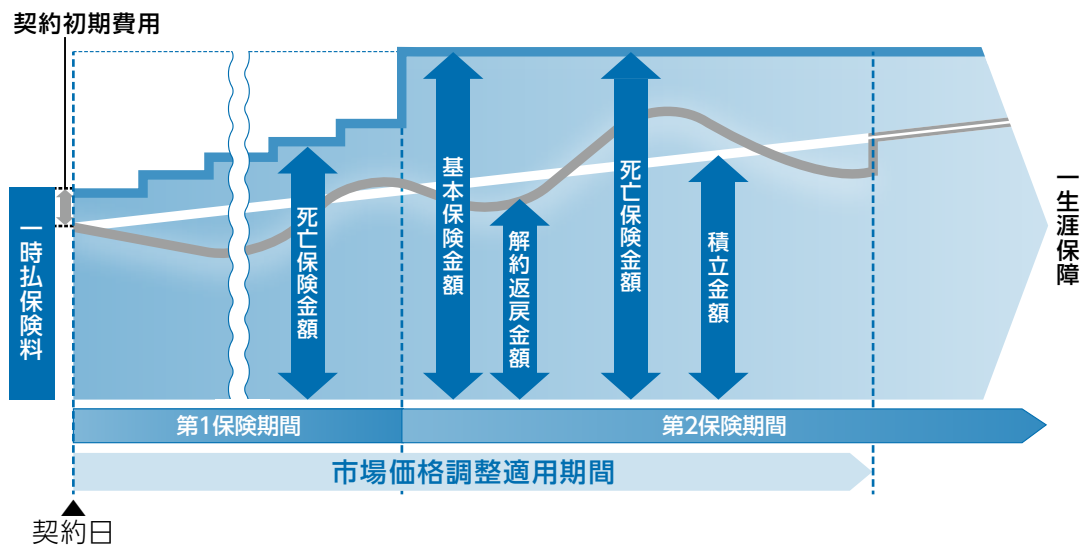 契約初期費用
一時払保険料
死亡保険金額
基本保険金額
解約返戻金額
死亡保険金額
積立金額
一生涯保障
第1保険期間
第2保険期間
市場価格調整適用期間
契約日